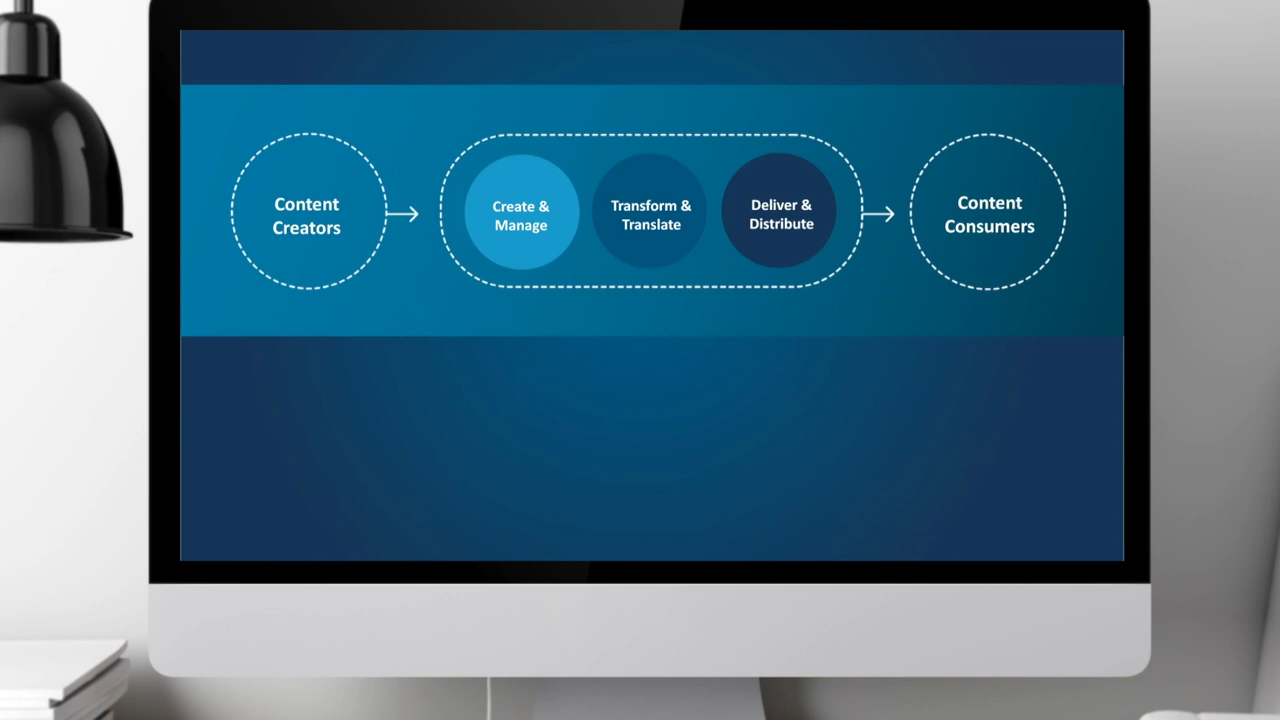 Content
Creators
Create &
Manage
Transform &
Translate
Deliver &
Distribute
Content
Consumers